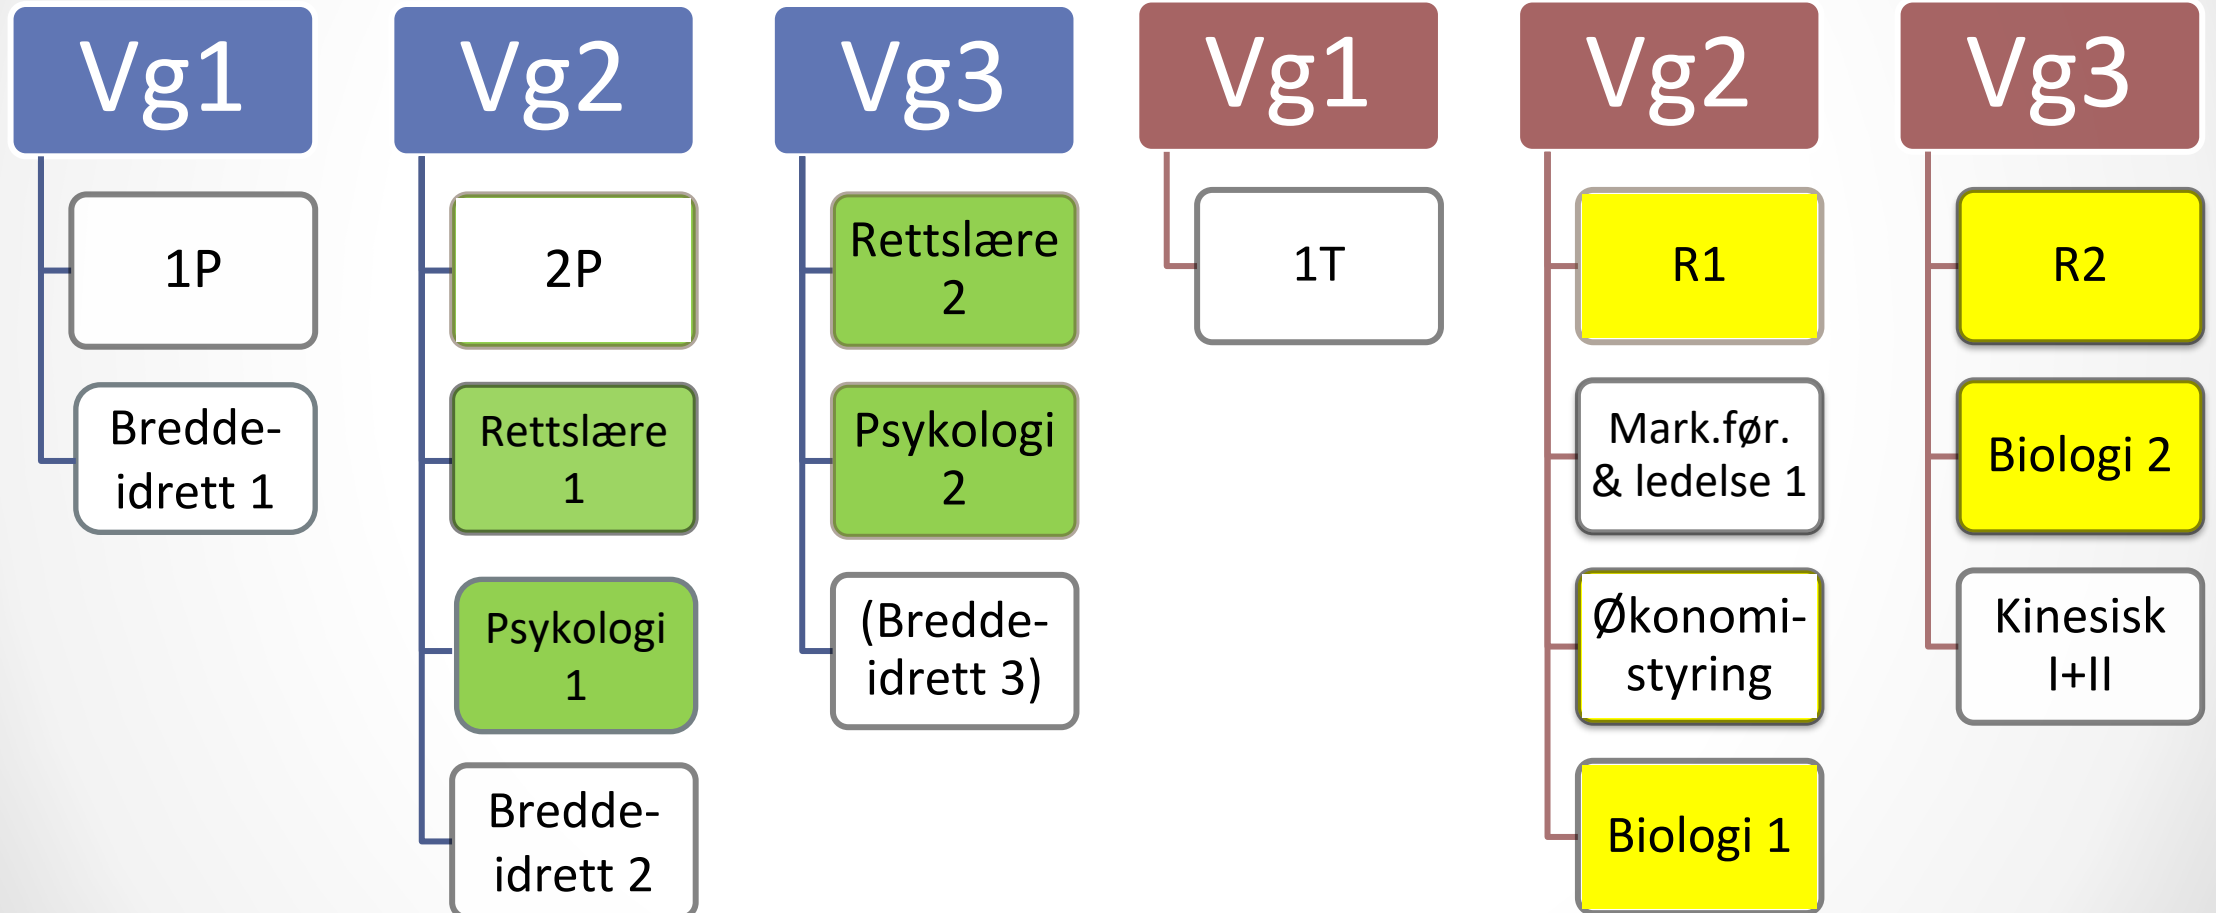 Vg1
1P
Bredde-
idrett 1
Vg2
2P
Rettslære
1
Psykologi
1
Bredde-
idrett 2
Vg3
Rettslære
2
Psykologi
2
(Bredde-
idrett 3)
Vg1
1T
Vg2
R1
Mark.før.
& ledelse 1
Økonomi-
styring
Biologi 1
Vg3
R2
Biologi 2
Kinesisk
I+II